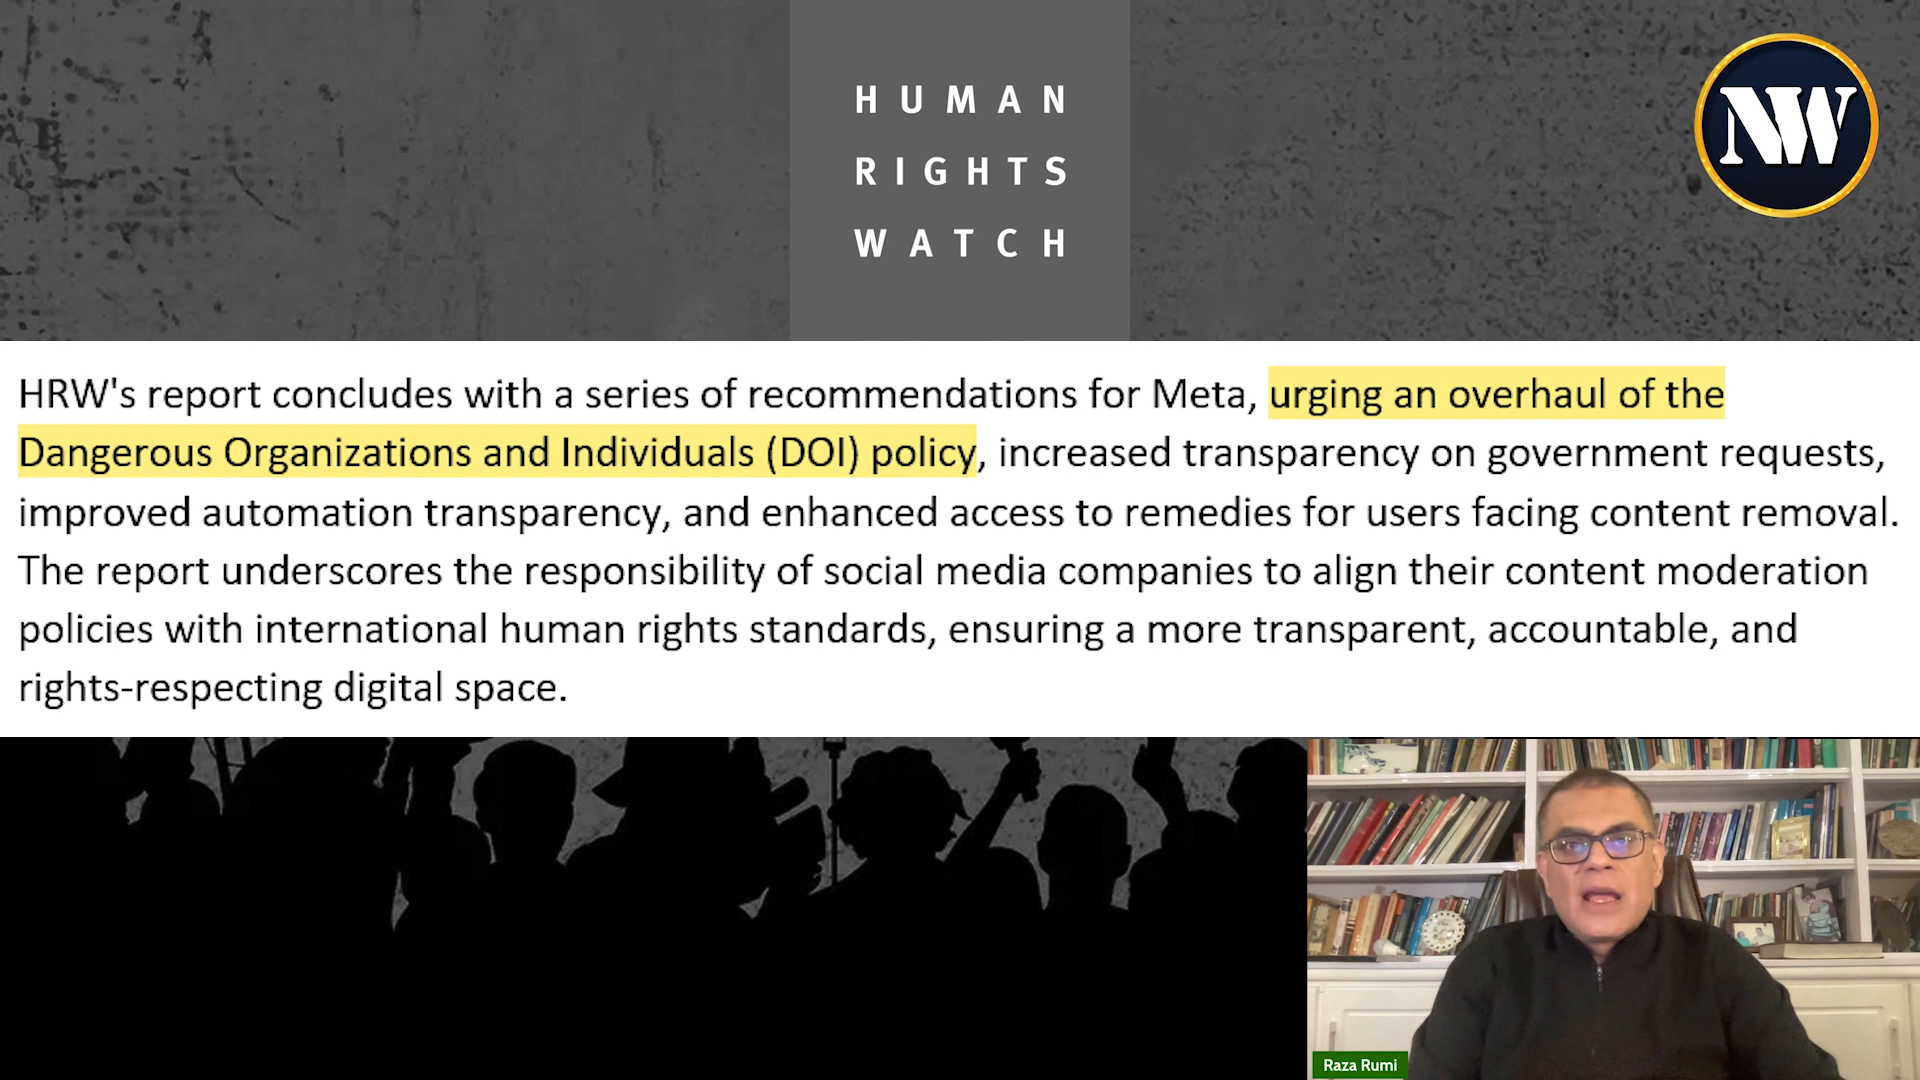 HUMAN
RIGHTS
WATCH
NW
HRW's report concludes with a series of recommendations for Meta, urging an overhaul of the
Dangerous Organizations and Individuals (DOI) policy, increased transparency on government requests,
improved automation transparency, and enhanced access to remedies for users facing content removal.
The report underscores the responsibility of social media companies to align their content moderation
policies with international human rights standards, ensuring a more transparent, accountable, and
rights-respecting digital space.
Raza Rumi